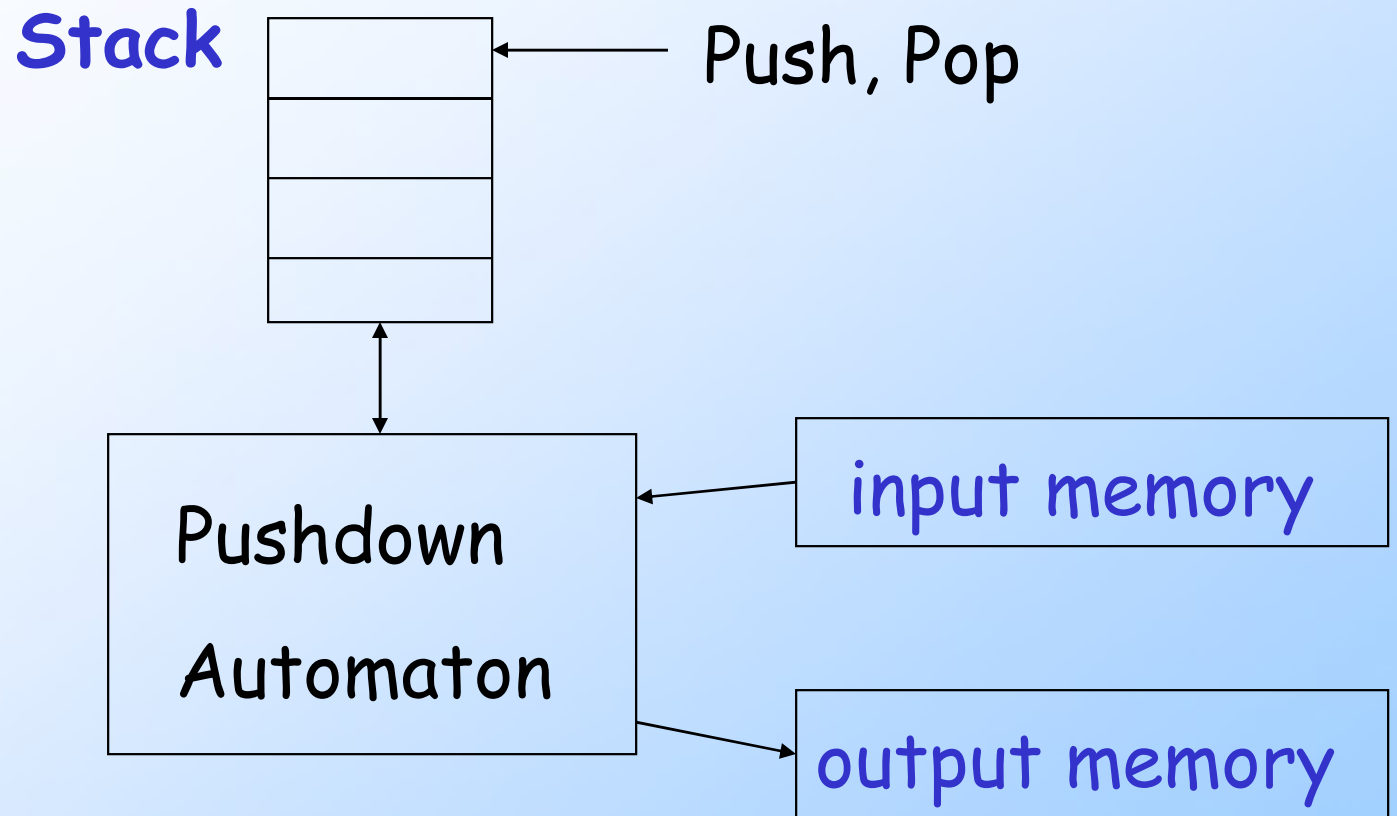 Stack
Push, Pop
Pushdown
Automaton
input memory
output memory